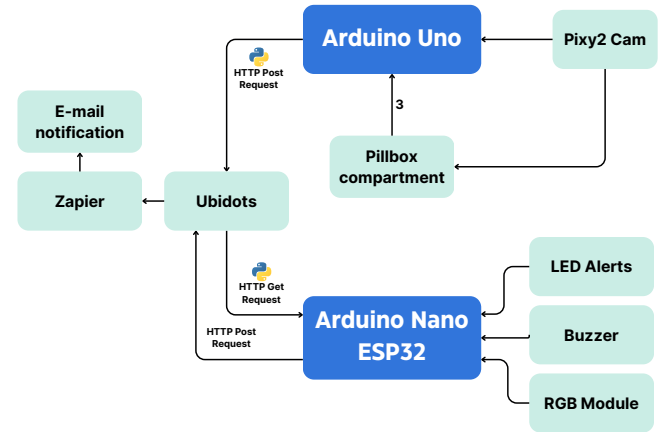 Arduino Uno
Pixy2 Cam
HTTP Post
Request
3
E-mail
notification
Pillbox
compartment
Zapier
Ubidots
HTTP Get
Request
LED Alerts
Arduino Nano
ESP32
HTTP Post
Request
Buzzer
RGB Module